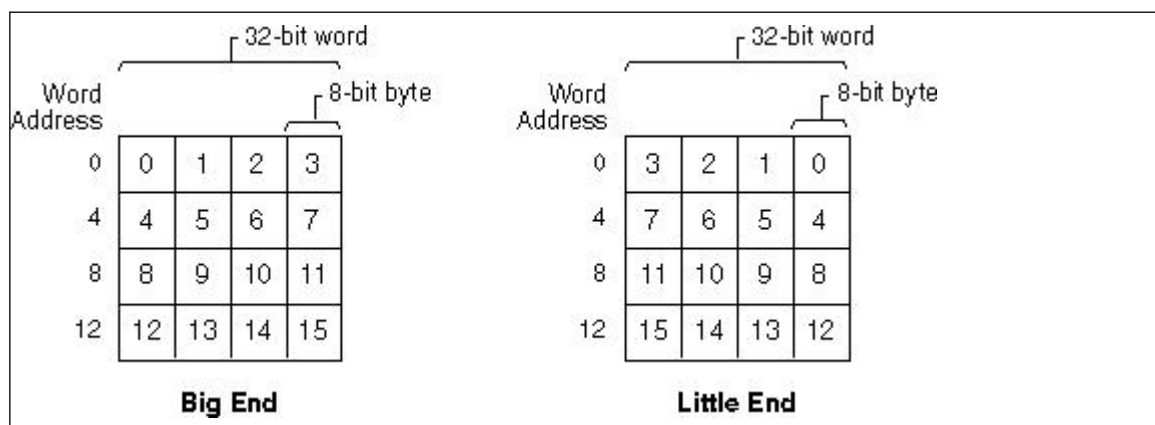 32-bit word
Word Address
8-bit byte
0 0 1 2 3
4 4 5 6 7
8 8 9 10 11
12 12 13 14 15
Big End
32-bit word
Word Address
8-bit byte
0 3 2 1 0
4 7 6 5 4
8 11 10 9 8
12 15 14 13 12
Little End